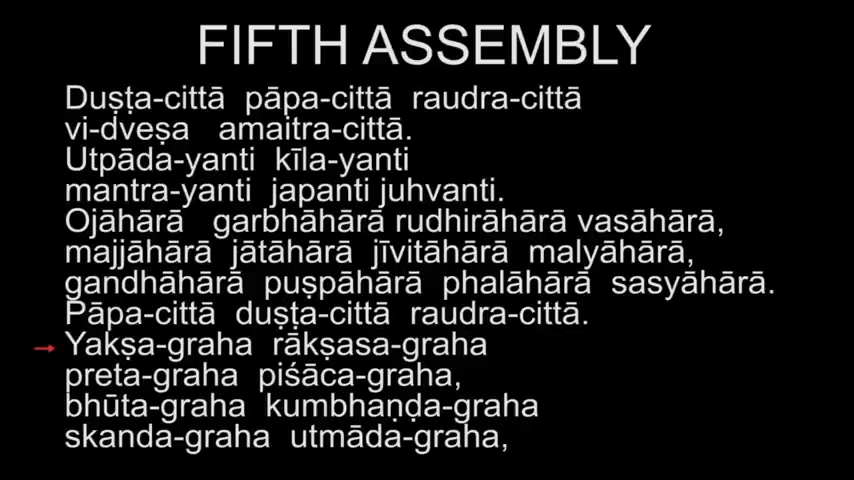 FIFTH ASSEMBLY
Duṣṭa-cittā pāpa-cittā raudra-cittā
vi-dveṣa amaitra-cittā.
Utpāda-yanti kīla-yanti
mantra-yanti japanti juhvanti.
Ojāhārā garbhāhārā rudhirāhārā vasāhārā,
majjāhārā jātāhārā jīvitāhārā malyāhārā,
gandhāhārā puṣpāhārā phalāhārā sasyāhārā.
Pāpa-cittā duṣṭa-cittā raudra-cittā.
→ Yakṣa-graha rākṣasa-graha
preta-graha piśāca-graha,
bhūta-graha kumbhaṇḍa-graha
skanda-graha utmāda-graha,